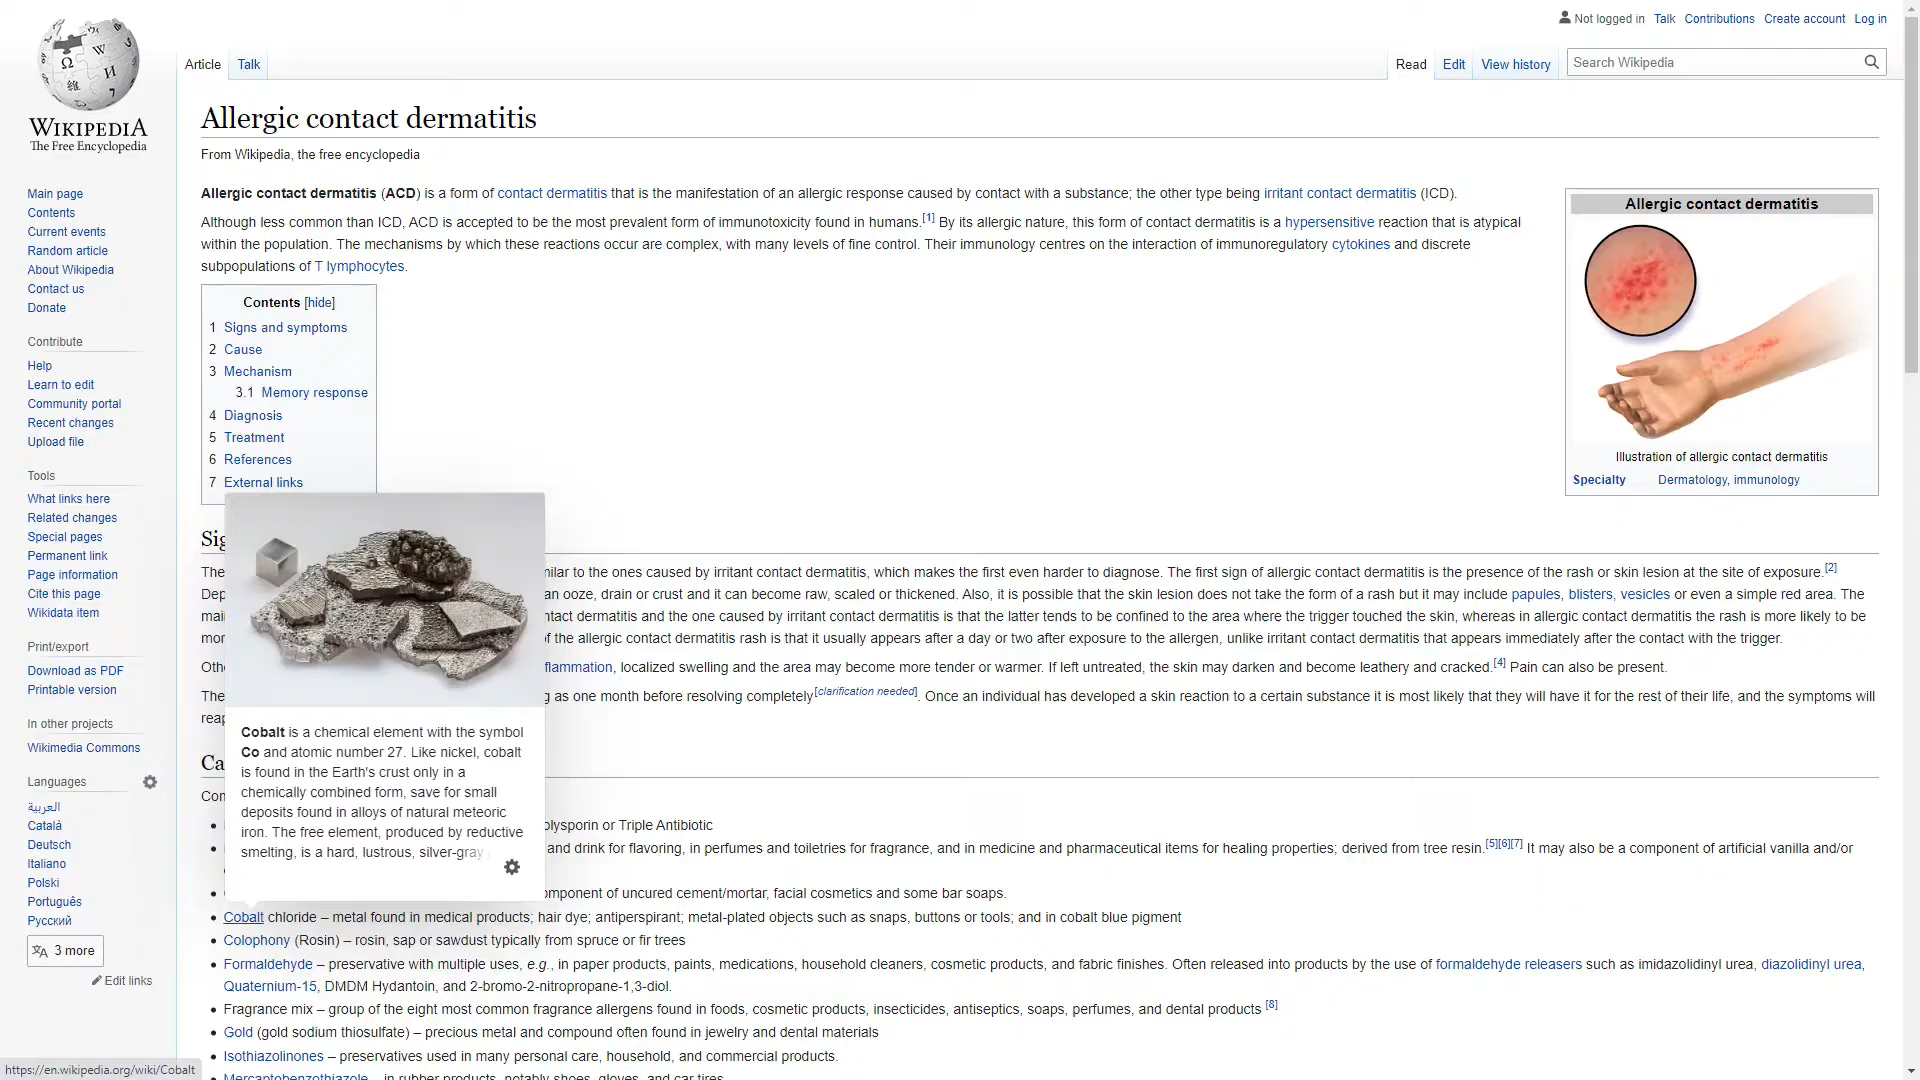 Not logged in Talk Contributions Create account Log in
Article Talk Read Edit View history Search Wikipedia
WIKIPEDIA
The Free Encyclopedia
Main page
Contents
Current events
Random article
About Wikipedia
Contact us
Donate
Contribute
Help
Learn to edit
Community portal
Recent changes
Upload file
Tools
What links here
Related changes
Special pages
Permanent link
Page information
Cite this page
Wikidata item
Print/export
Download as PDF
Printable version
In other projects
Wikimedia Commons
Languages
العربية
Català
Deutsch
Italiano
Polski
Português
Русский
3 more
Edit links
Allergic contact dermatitis
From Wikipedia, the free encyclopedia
Allergic contact dermatitis (ACD) is a form of contact dermatitis that is the manifestation of an allergic response caused by contact with a substance; the other type being irritant contact dermatitis (ICD).
Although less common than ICD, ACD is accepted to be the most prevalent form of immunotoxicity found in humans.[1] By its allergic nature, this form of contact dermatitis is a hypersensitive reaction that is atypical
within the population. The mechanisms by which these reactions occur are complex, with many levels of fine control. Their immunology centres on the interaction of immunoregulatory cytokines and discrete
subpopulations of T lymphocytes.
Allergic contact dermatitis
Illustration of allergic contact dermatitis
Specialty Dermatology, immunology
Contents [hide]
1 Signs and symptoms
2 Cause
3 Mechanism
3.1 Memory response
4 Diagnosis
5 Treatment
6 References
7 External links
The ilar to the ones caused by irritant contact dermatitis, which makes the first even harder to diagnose. The first sign of allergic contact dermatitis is the presence of the rash or skin lesion at the site of exposure.[2]
an ooze, drain or crust and it can become raw, scaled or thickened. Also, it is possible that the skin lesion does not take the form of a rash but it may include papules, blisters, vesicles or even a simple red area. The
tact dermatitis and the one caused by irritant contact dermatitis is that the latter tends to be confined to the area where the trigger touched the skin, whereas in allergic contact dermatitis the rash is more likely to be
of the allergic contact dermatitis rash is that it usually appears after a day or two after exposure to the allergen, unlike irritant contact dermatitis that appears immediately after the contact with the trigger.
flammation, localized swelling and the area may become more tender or warmer. If left untreated, the skin may darken and become leathery and cracked.[4] Pain can also be present.
The g as one month before resolving completely[clarification needed]. Once an individual has developed a skin reaction to a certain substance it is most likely that they will have it for the rest of their life, and the symptoms will
Cobalt is a chemical element with the symbol
Co and atomic number 27. Like nickel, cobalt
is found in the Earth's crust only in a
chemically combined form, save for small
deposits found in alloys of natural meteoric
iron. The free element, produced by reductive
smelting, is a hard, lustrous, silver-gray
olysporin or Triple Antibiotic
and drink for flavoring, in perfumes and toiletries for fragrance, and in medicine and pharmaceutical items for healing properties; derived from tree resin.[5][6][7] It may also be a component of artificial vanilla and/or
mponent of uncured cement/mortar, facial cosmetics and some bar soaps.
Cobalt chloride – metal found in medical products; hair dye; antiperspirant; metal-plated objects such as snaps, buttons or tools; and in cobalt blue pigment
Colophony (Rosin) – rosin, sap or sawdust typically from spruce or fir trees
Formaldehyde – preservative with multiple uses, e.g., in paper products, paints, medications, household cleaners, cosmetic products, and fabric finishes. Often released into products by the use of formaldehyde releasers such as imidazolidinyl urea, diazolidinyl urea,
Quaternium-15, DMDM Hydantoin, and 2-bromo-2-nitropropane-1,3-diol.
Fragrance mix – group of the eight most common fragrance allergens found in foods, cosmetic products, insecticides, antiseptics, soaps, perfumes, and dental products [8]
Gold (gold sodium thiosulfate) – precious metal and compound often found in jewelry and dental materials
Isothiazolinones – preservatives used in many personal care, household, and commercial products.
Mercaptobenzothiazole – in rubber products, notably shoes, gloves, and car tires
https://en.wikipedia.org/wiki/Cobalt